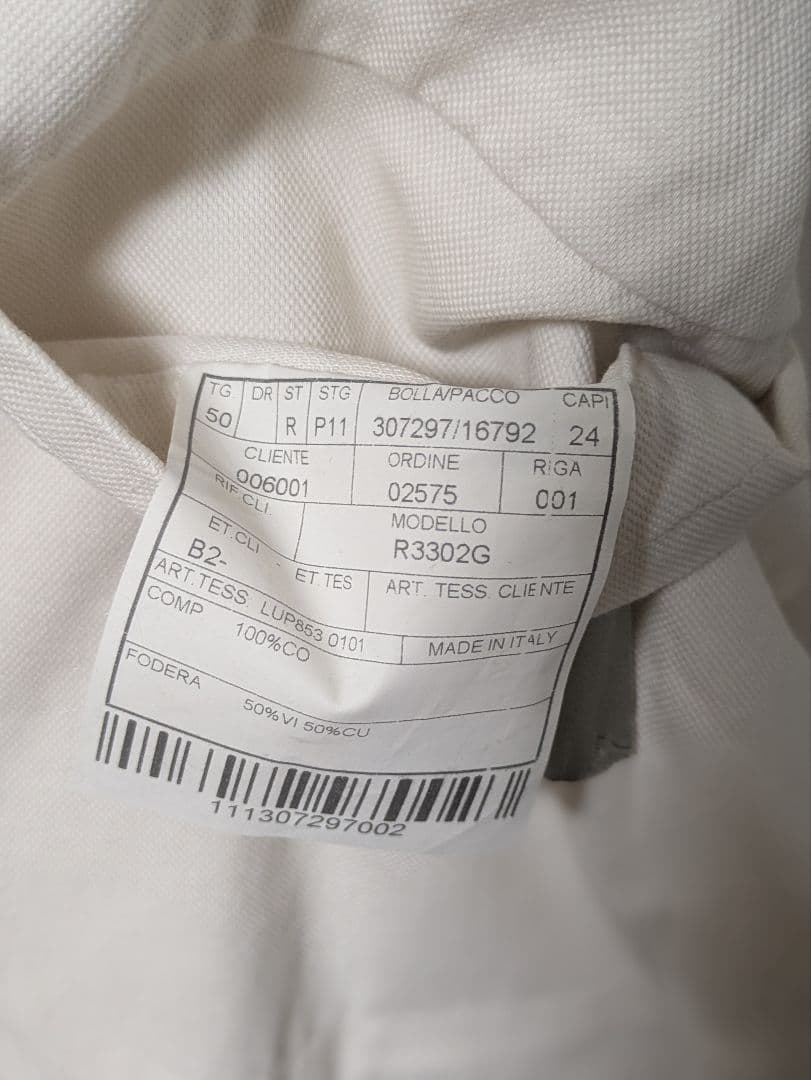 TG DR ST STG BOLLA/PACCO CAPI
50 R P11 307297/16792 24
CLIENTE ORDINE RIGA
006001 02575 001
RIF.CLI. MODELLO
R3302G
ET.CLI - ET.TES ART. TESS. CLIENTE
B2-
ART.TESS. LUP853 0101 MADE IN ITALY
COMP 100%CO
FODERA 50%VI 50%CU
111307297002